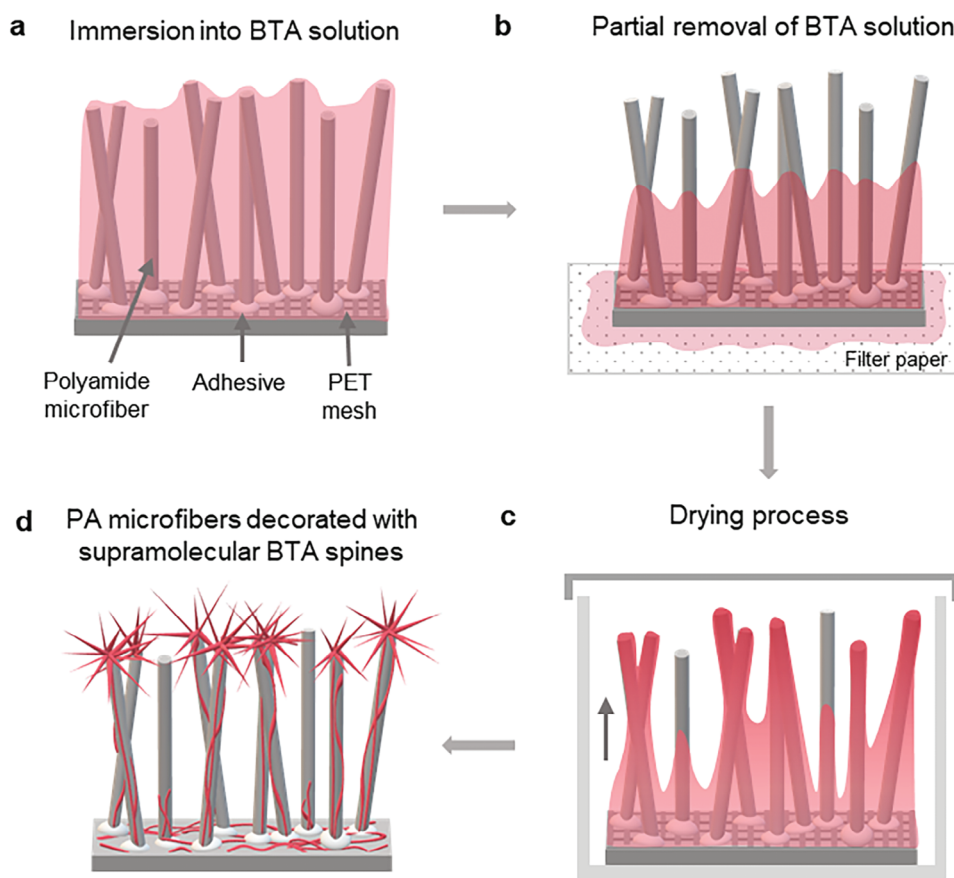 a
Immersion into BTA solution
Polyamide
microfiber
Adhesive
PET
mesh
b
Partial removal of BTA solution
Filter paper
c
Drying process
d
PA microfibers decorated with
supramolecular BTA spines